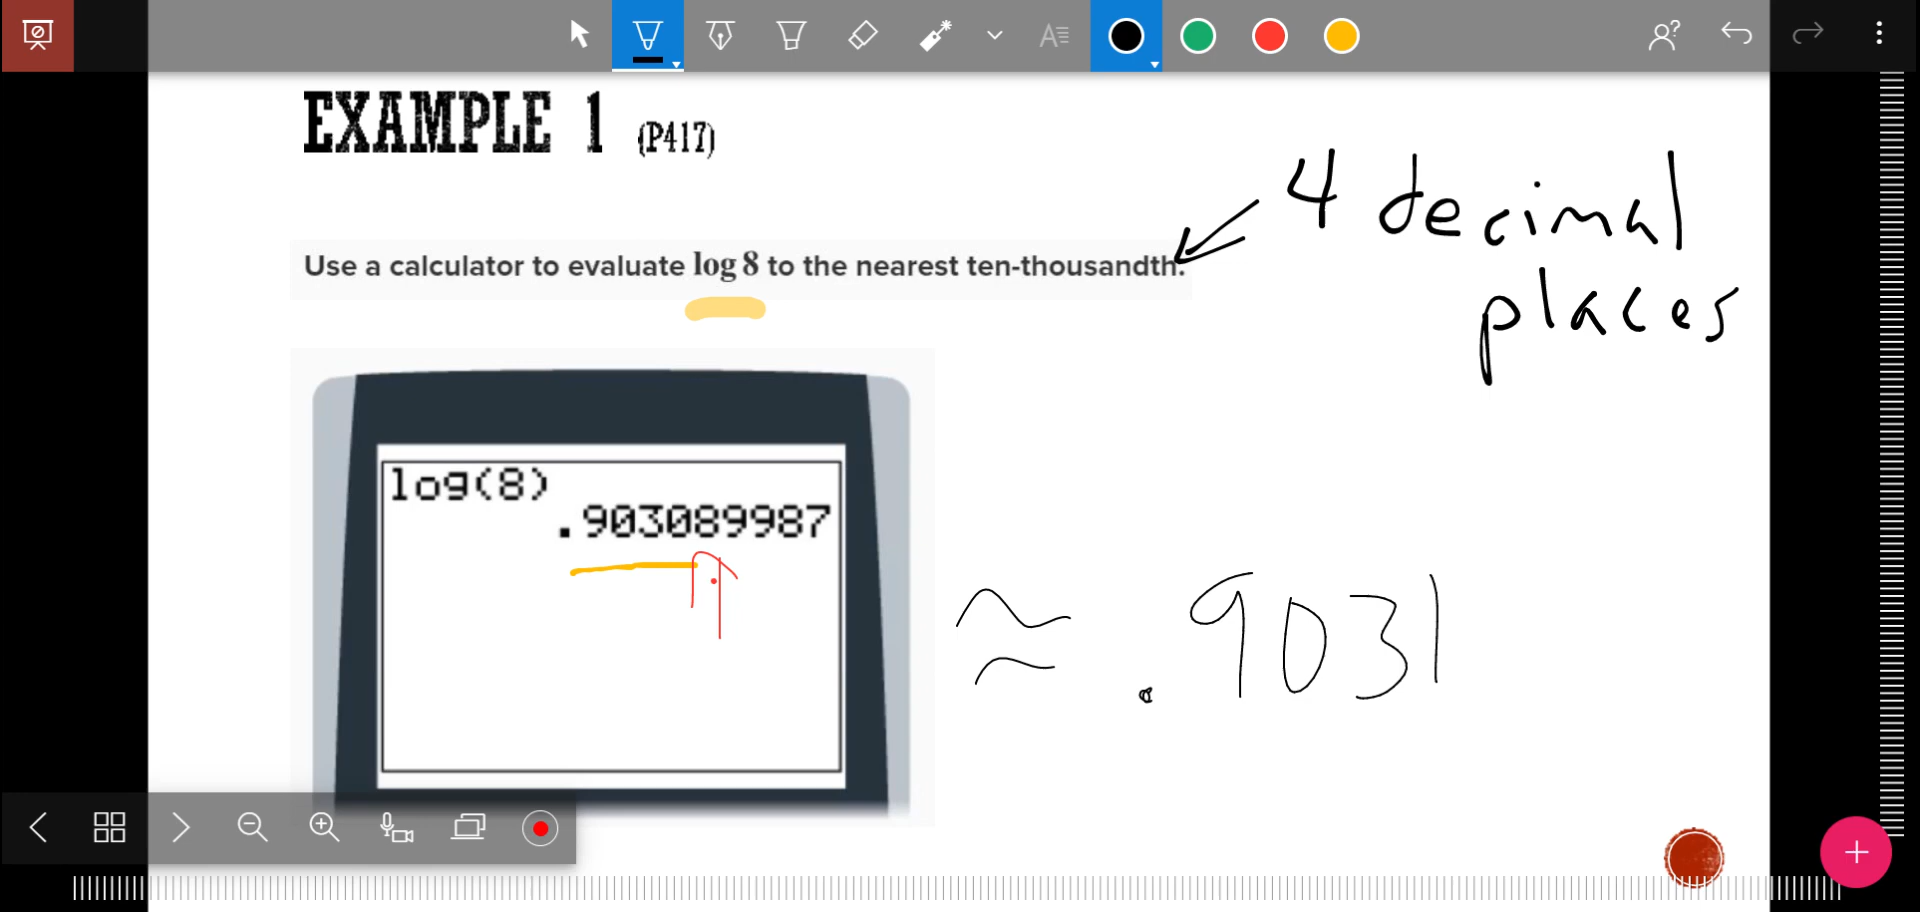 EXAMPLE 1 (P417)
4 decimal
places
Use a calculator to evaluate log 8 to the nearest ten-thousandth.
log(8)
.903089987
≈ .9031